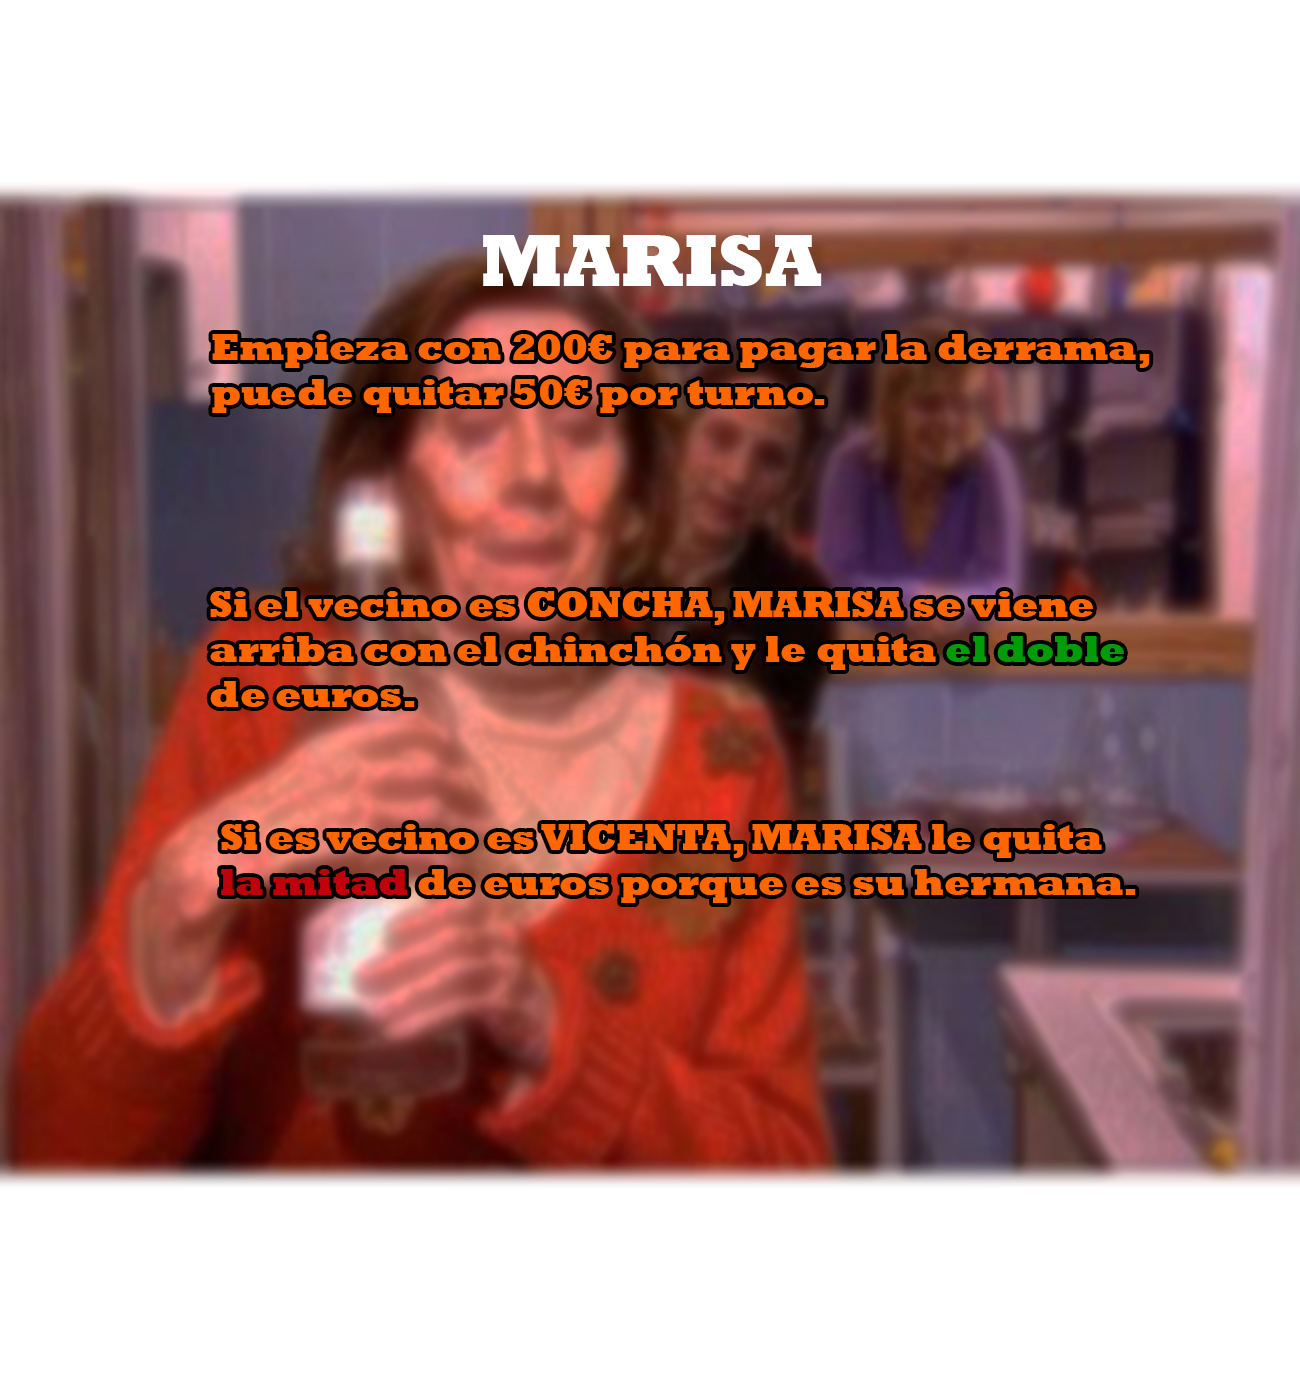 MARISA
Empieza con 200€ para pagar la derrama,
puede quitar 50€ por turno.
Si el vecino es CONCHA, MARISA se viene
arriba con el chinchón y le quita el doble
de euros.
Si es vecino es VICENTA, MARISA le quita
la mitad de euros porque es su hermana.